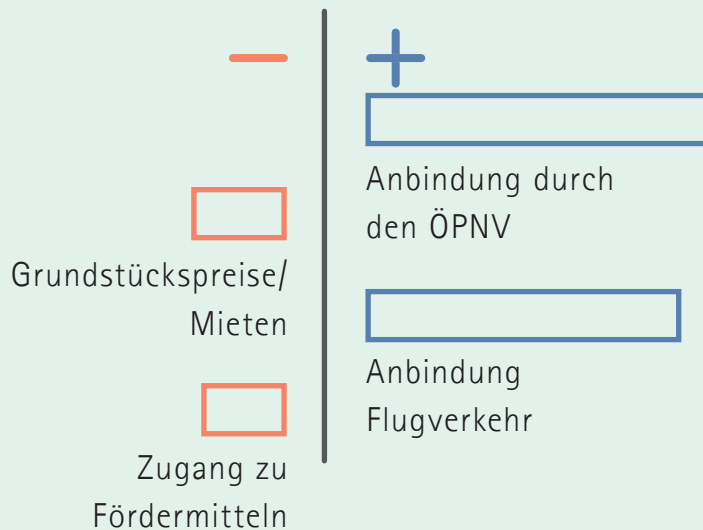 − +
Anbindung durch
den ÖPNV
Grundstückspreise/
Mieten
Anbindung
Flugverkehr
Zugang zu
Fördermitteln